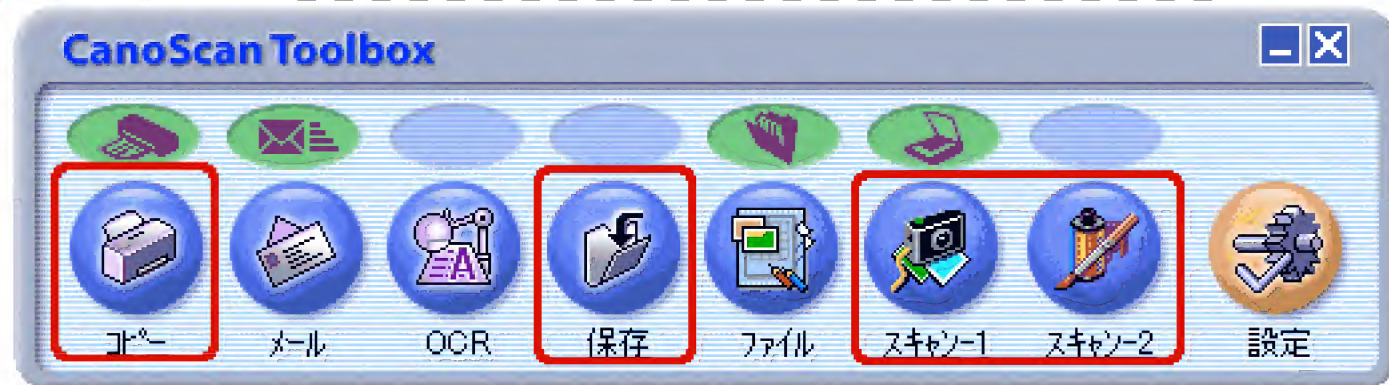 CanoScan Toolbox
ｺﾋﾟｰ ﾒｰﾙ OCR 保存 ﾌｧｲﾙ ｽｷｬﾝ-1 ｽｷｬﾝ-2 設定